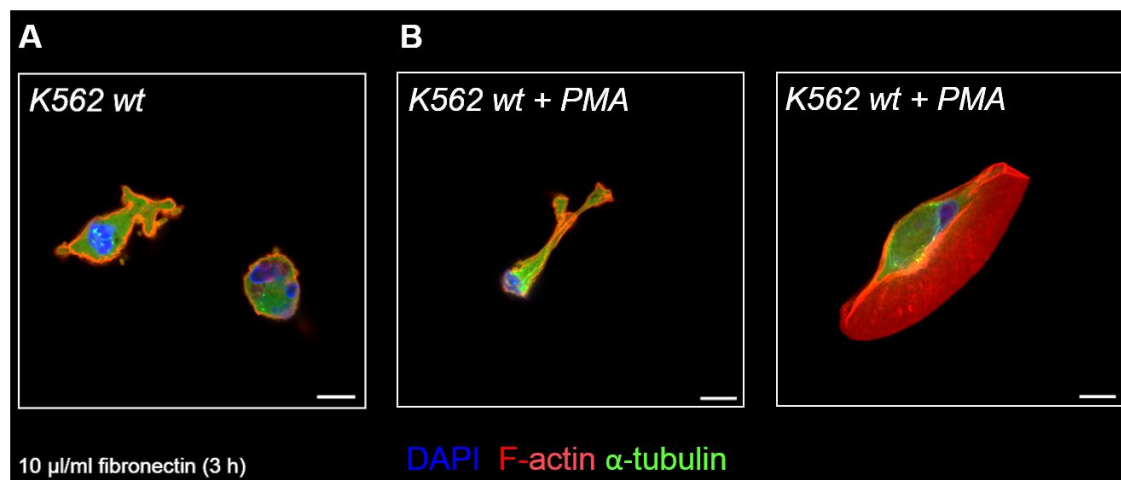 A
B
K562 wt
K562 wt + PMA
K562 wt + PMA
10 µl/ml fibronectin (3 h)
DAPI F-actin α-tubulin